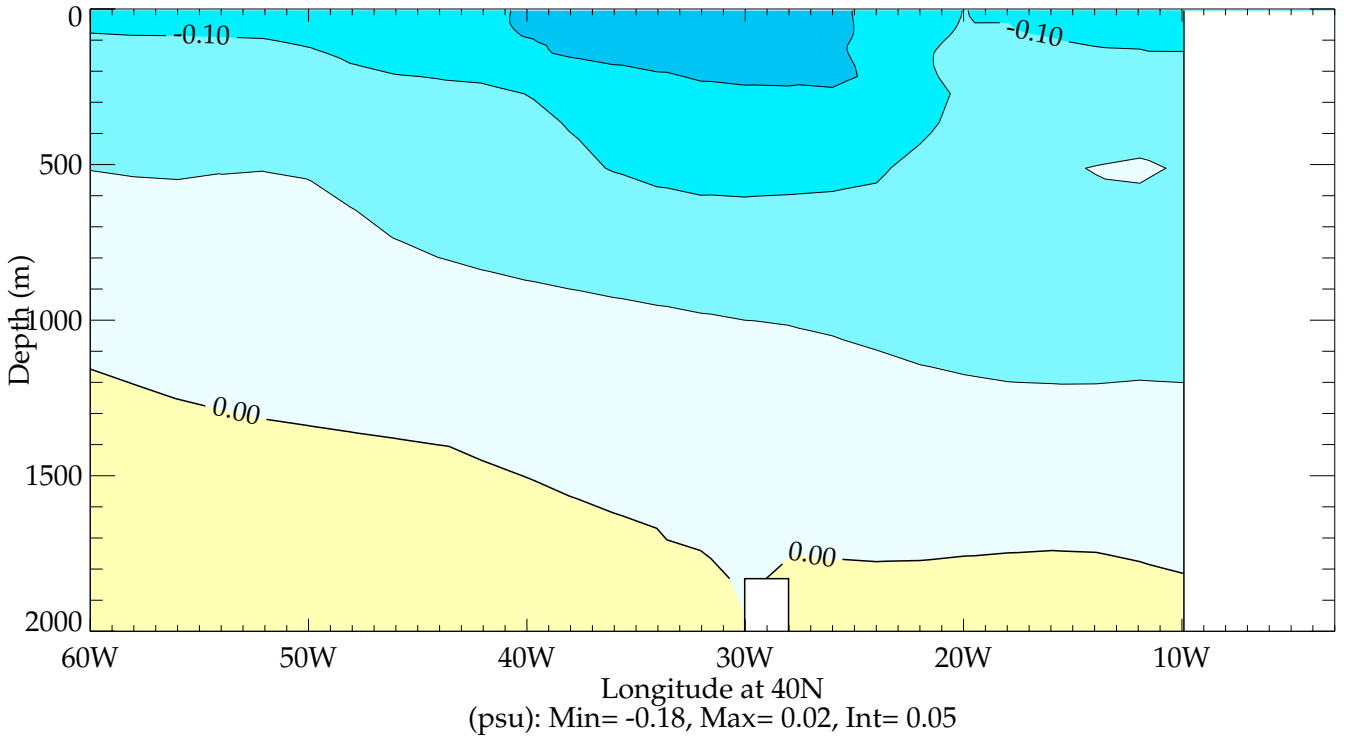 0
-0.10
-0.10
500
Depth (m)
1000
0.00
1500
0.00
2000
60W 50W 40W 30W 20W 10W
Longitude at 40N
(psu): Min= -0.18, Max= 0.02, Int= 0.05